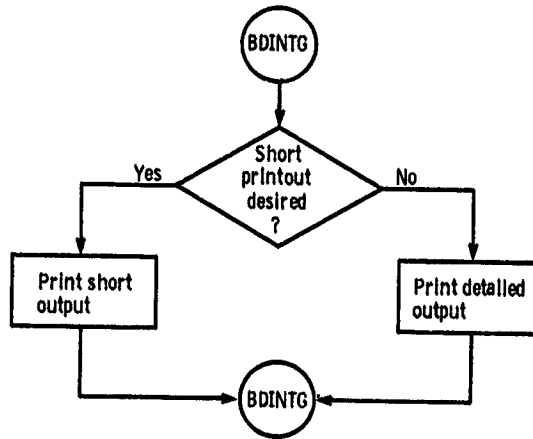 BDINTG
Short
printout
desired
?
Yes
No
Print short
output
Print detailed
output
BDINTG